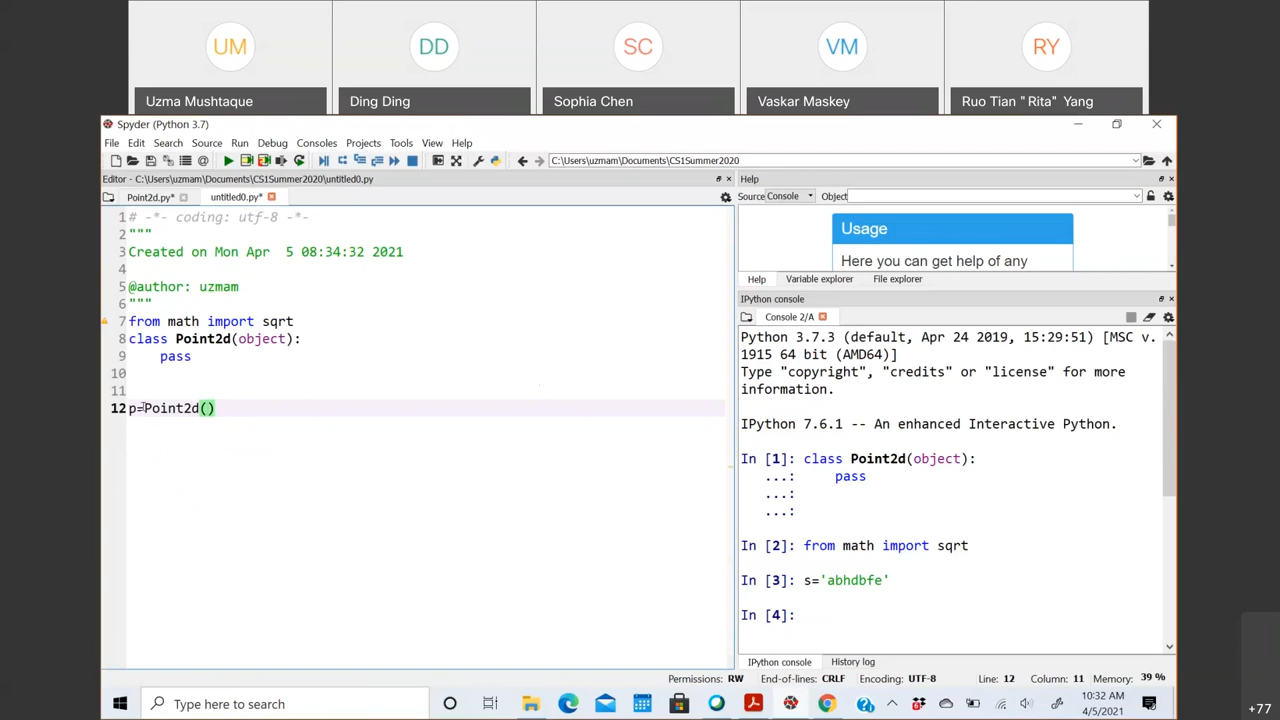 UM
DD
SC
VM
RY
Uzma Mushtaque
Ding Ding
Sophia Chen
Vaskar Maskey
Ruo Tian " Rita" Yang
Spyder (Python 3.7)
File Edit Search Source Run Debug Consoles Projects Tools View Help
C:\Users\uzmam\Documents\CS1Summer2020
Editor - C:\Users\uzmam\Documents\CS1Summer2020\untitled0.py
Point2d.py*
untitled0.py*
1 # -*- coding: utf-8 -*-
2 """
3 Created on Mon Apr  5 08:34:32 2021
4
5 @author: uzmam
6 """
7 from math import sqrt
8 class Point2d(object):
9     pass
10
11
12 p=Point2d()
Help
Source Console Object
Usage
Here you can get help of any
Help Variable explorer File explorer
IPython console
Console 2/A
Python 3.7.3 (default, Apr 24 2019, 15:29:51) [MSC v.
1915 64 bit (AMD64)]
Type "copyright", "credits" or "license" for more
information.
IPython 7.6.1 -- An enhanced Interactive Python.
In [1]: class Point2d(object):
...:     pass
...:
...:
In [2]: from math import sqrt
In [3]: s='abhdbfe'
In [4]:
IPython console History log
Permissions: RW End-of-lines: CRLF Encoding: UTF-8 Line: 12 Column: 11 Memory: 39 %
Type here to search
10:32 AM
4/5/2021
+77